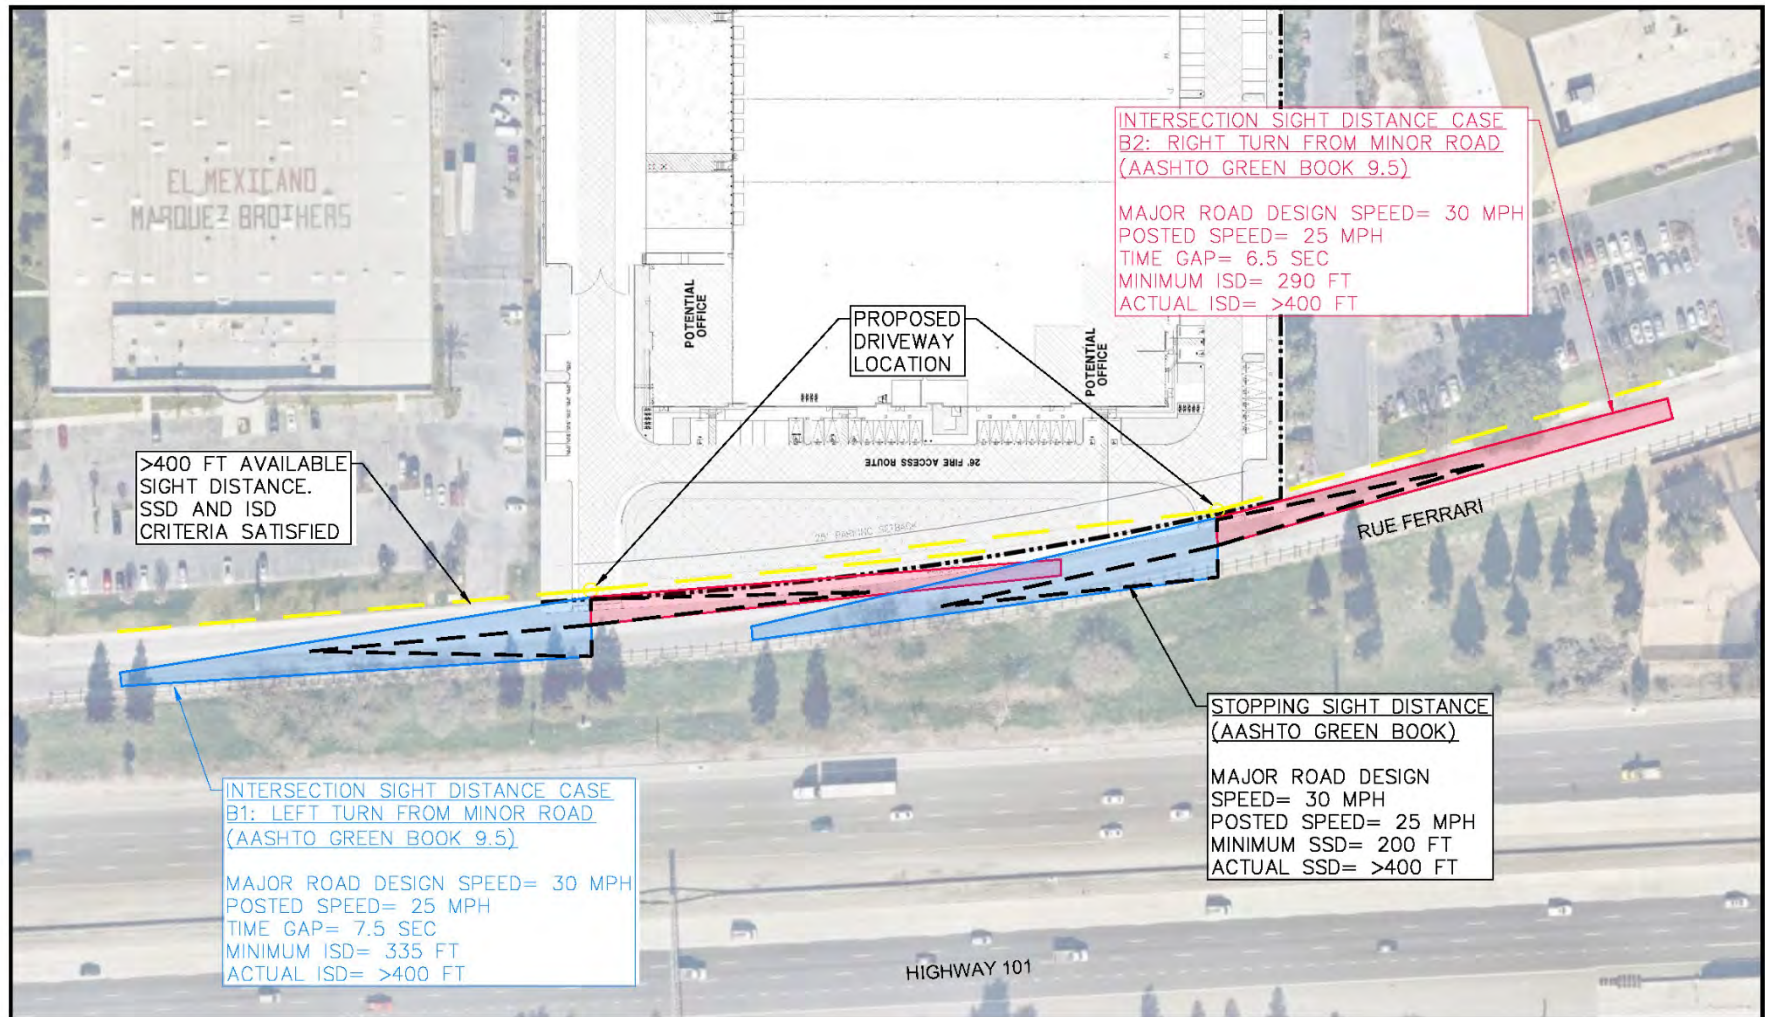 EL MEXICANO
MARQUEZ BROTHERS
INTERSECTION SIGHT DISTANCE CASE
B2: RIGHT TURN FROM MINOR ROAD
(AASHTO GREEN BOOK 9.5)
MAJOR ROAD DESIGN SPEED= 30 MPH
POSTED SPEED= 25 MPH
TIME GAP= 6.5 SEC
MINIMUM ISD= 290 FT
ACTUAL ISD= >400 FT
POTENTIAL
OFFICE
PROPOSED
DRIVEWAY
LOCATION
POTENTIAL
OFFICE
26' FIRE ACCESS ROUTE
>400 FT AVAILABLE
SIGHT DISTANCE.
SSD AND ISD
CRITERIA SATISFIED
25' PARKING SETBACK
RUE FERRARI
STOPPING SIGHT DISTANCE
(AASHTO GREEN BOOK)
MAJOR ROAD DESIGN
SPEED= 30 MPH
POSTED SPEED= 25 MPH
MINIMUM SSD= 200 FT
ACTUAL SSD= >400 FT
INTERSECTION SIGHT DISTANCE CASE
B1: LEFT TURN FROM MINOR ROAD
(AASHTO GREEN BOOK 9.5)
MAJOR ROAD DESIGN SPEED= 30 MPH
POSTED SPEED= 25 MPH
TIME GAP= 7.5 SEC
MINIMUM ISD= 335 FT
ACTUAL ISD= >400 FT
HIGHWAY 101